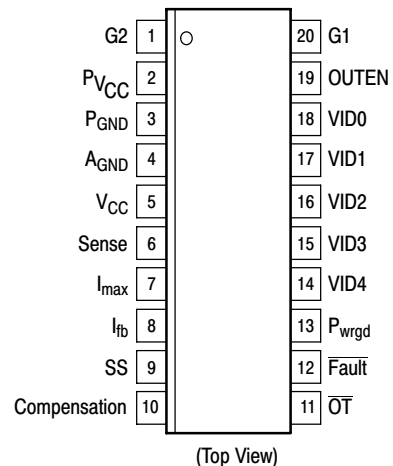 G2 1 20 G1
PVCC 2 19 OUTEN
PGND 3 18 VID0
AGND 4 17 VID1
VCC 5 16 VID2
Sense 6 15 VID3
Imax 7 14 VID4
Ifb 8 13 Pwrgd
SS 9 12 Fault
Compensation 10 11 OT
(Top View)